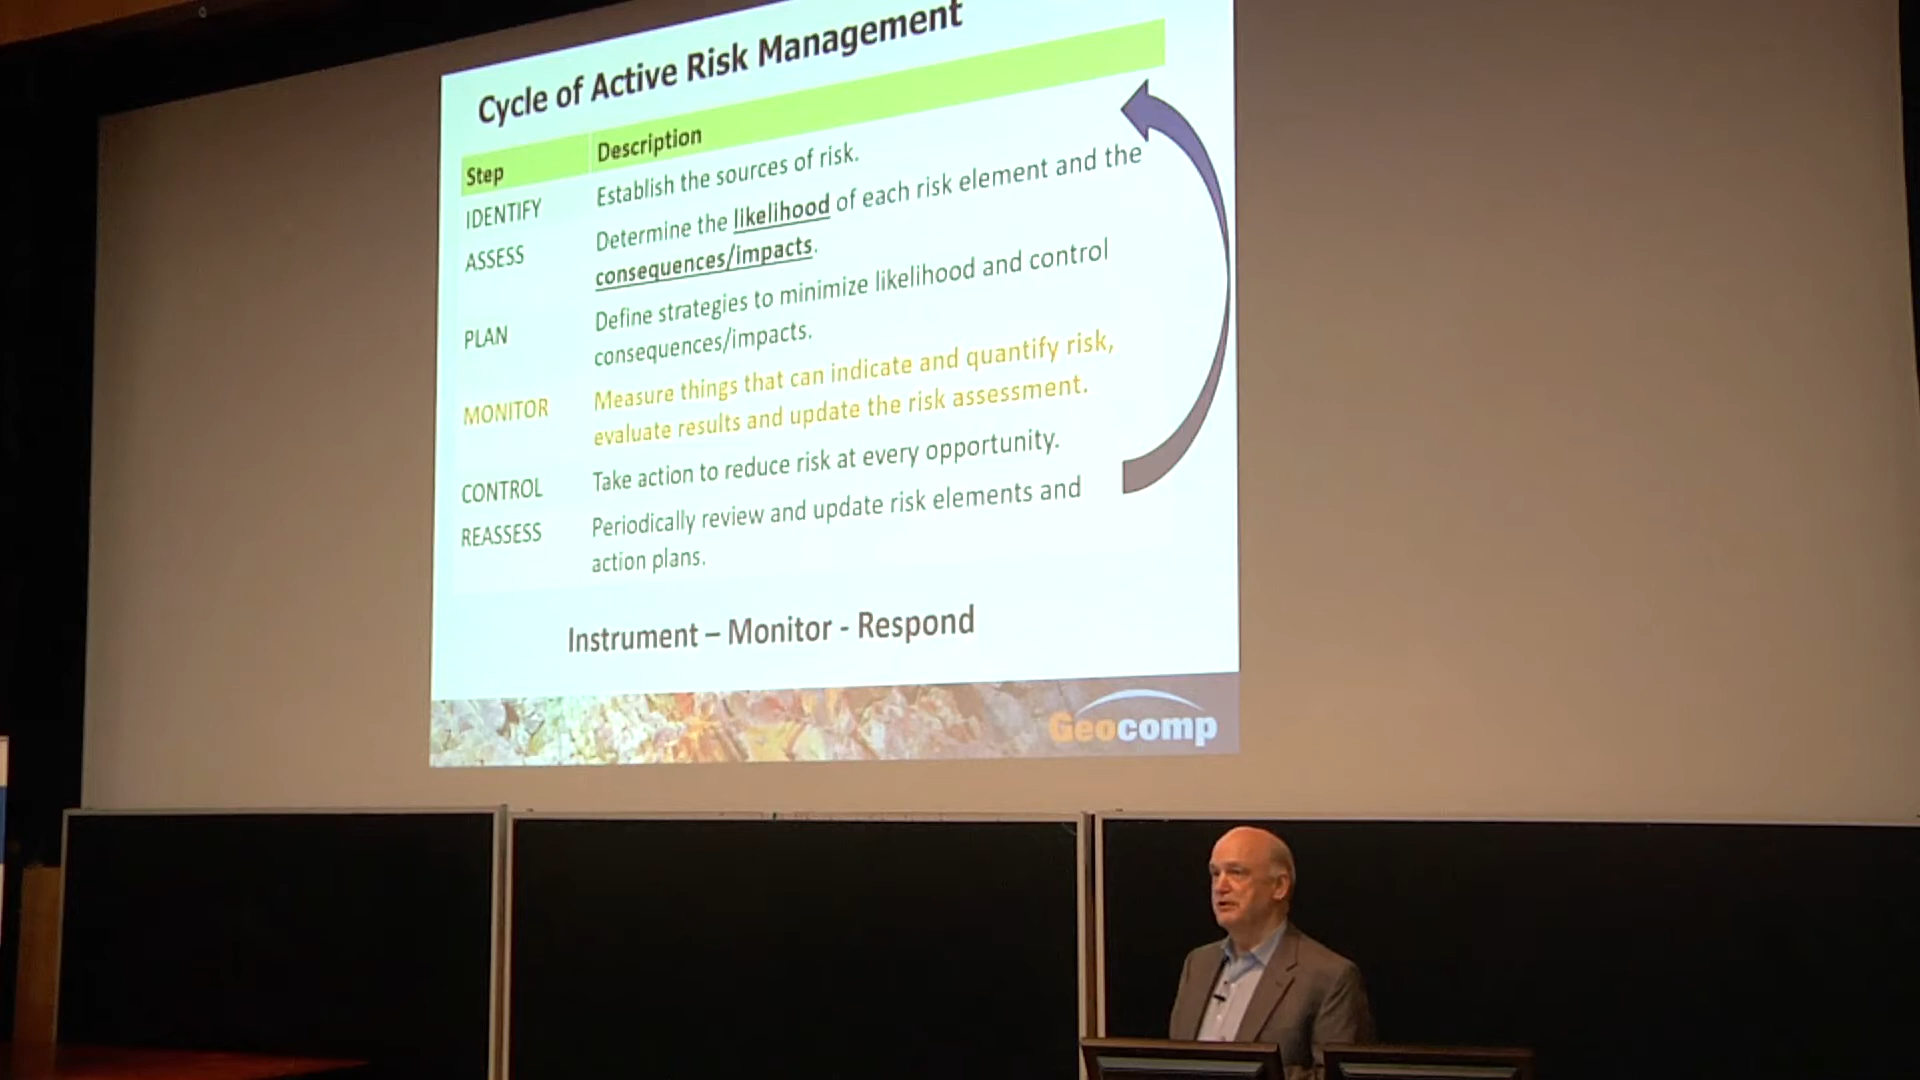 Cycle of Active Risk Management
Step Description
IDENTIFY Establish the sources of risk.
ASSESS Determine the likelihood of each risk element and the
consequences/impacts.
PLAN Define strategies to minimize likelihood and control
consequences/impacts.
MONITOR Measure things that can indicate and quantify risk,
evaluate results and update the risk assessment.
CONTROL Take action to reduce risk at every opportunity.
REASSESS Periodically review and update risk elements and
action plans.
Instrument – Monitor - Respond
Geocomp